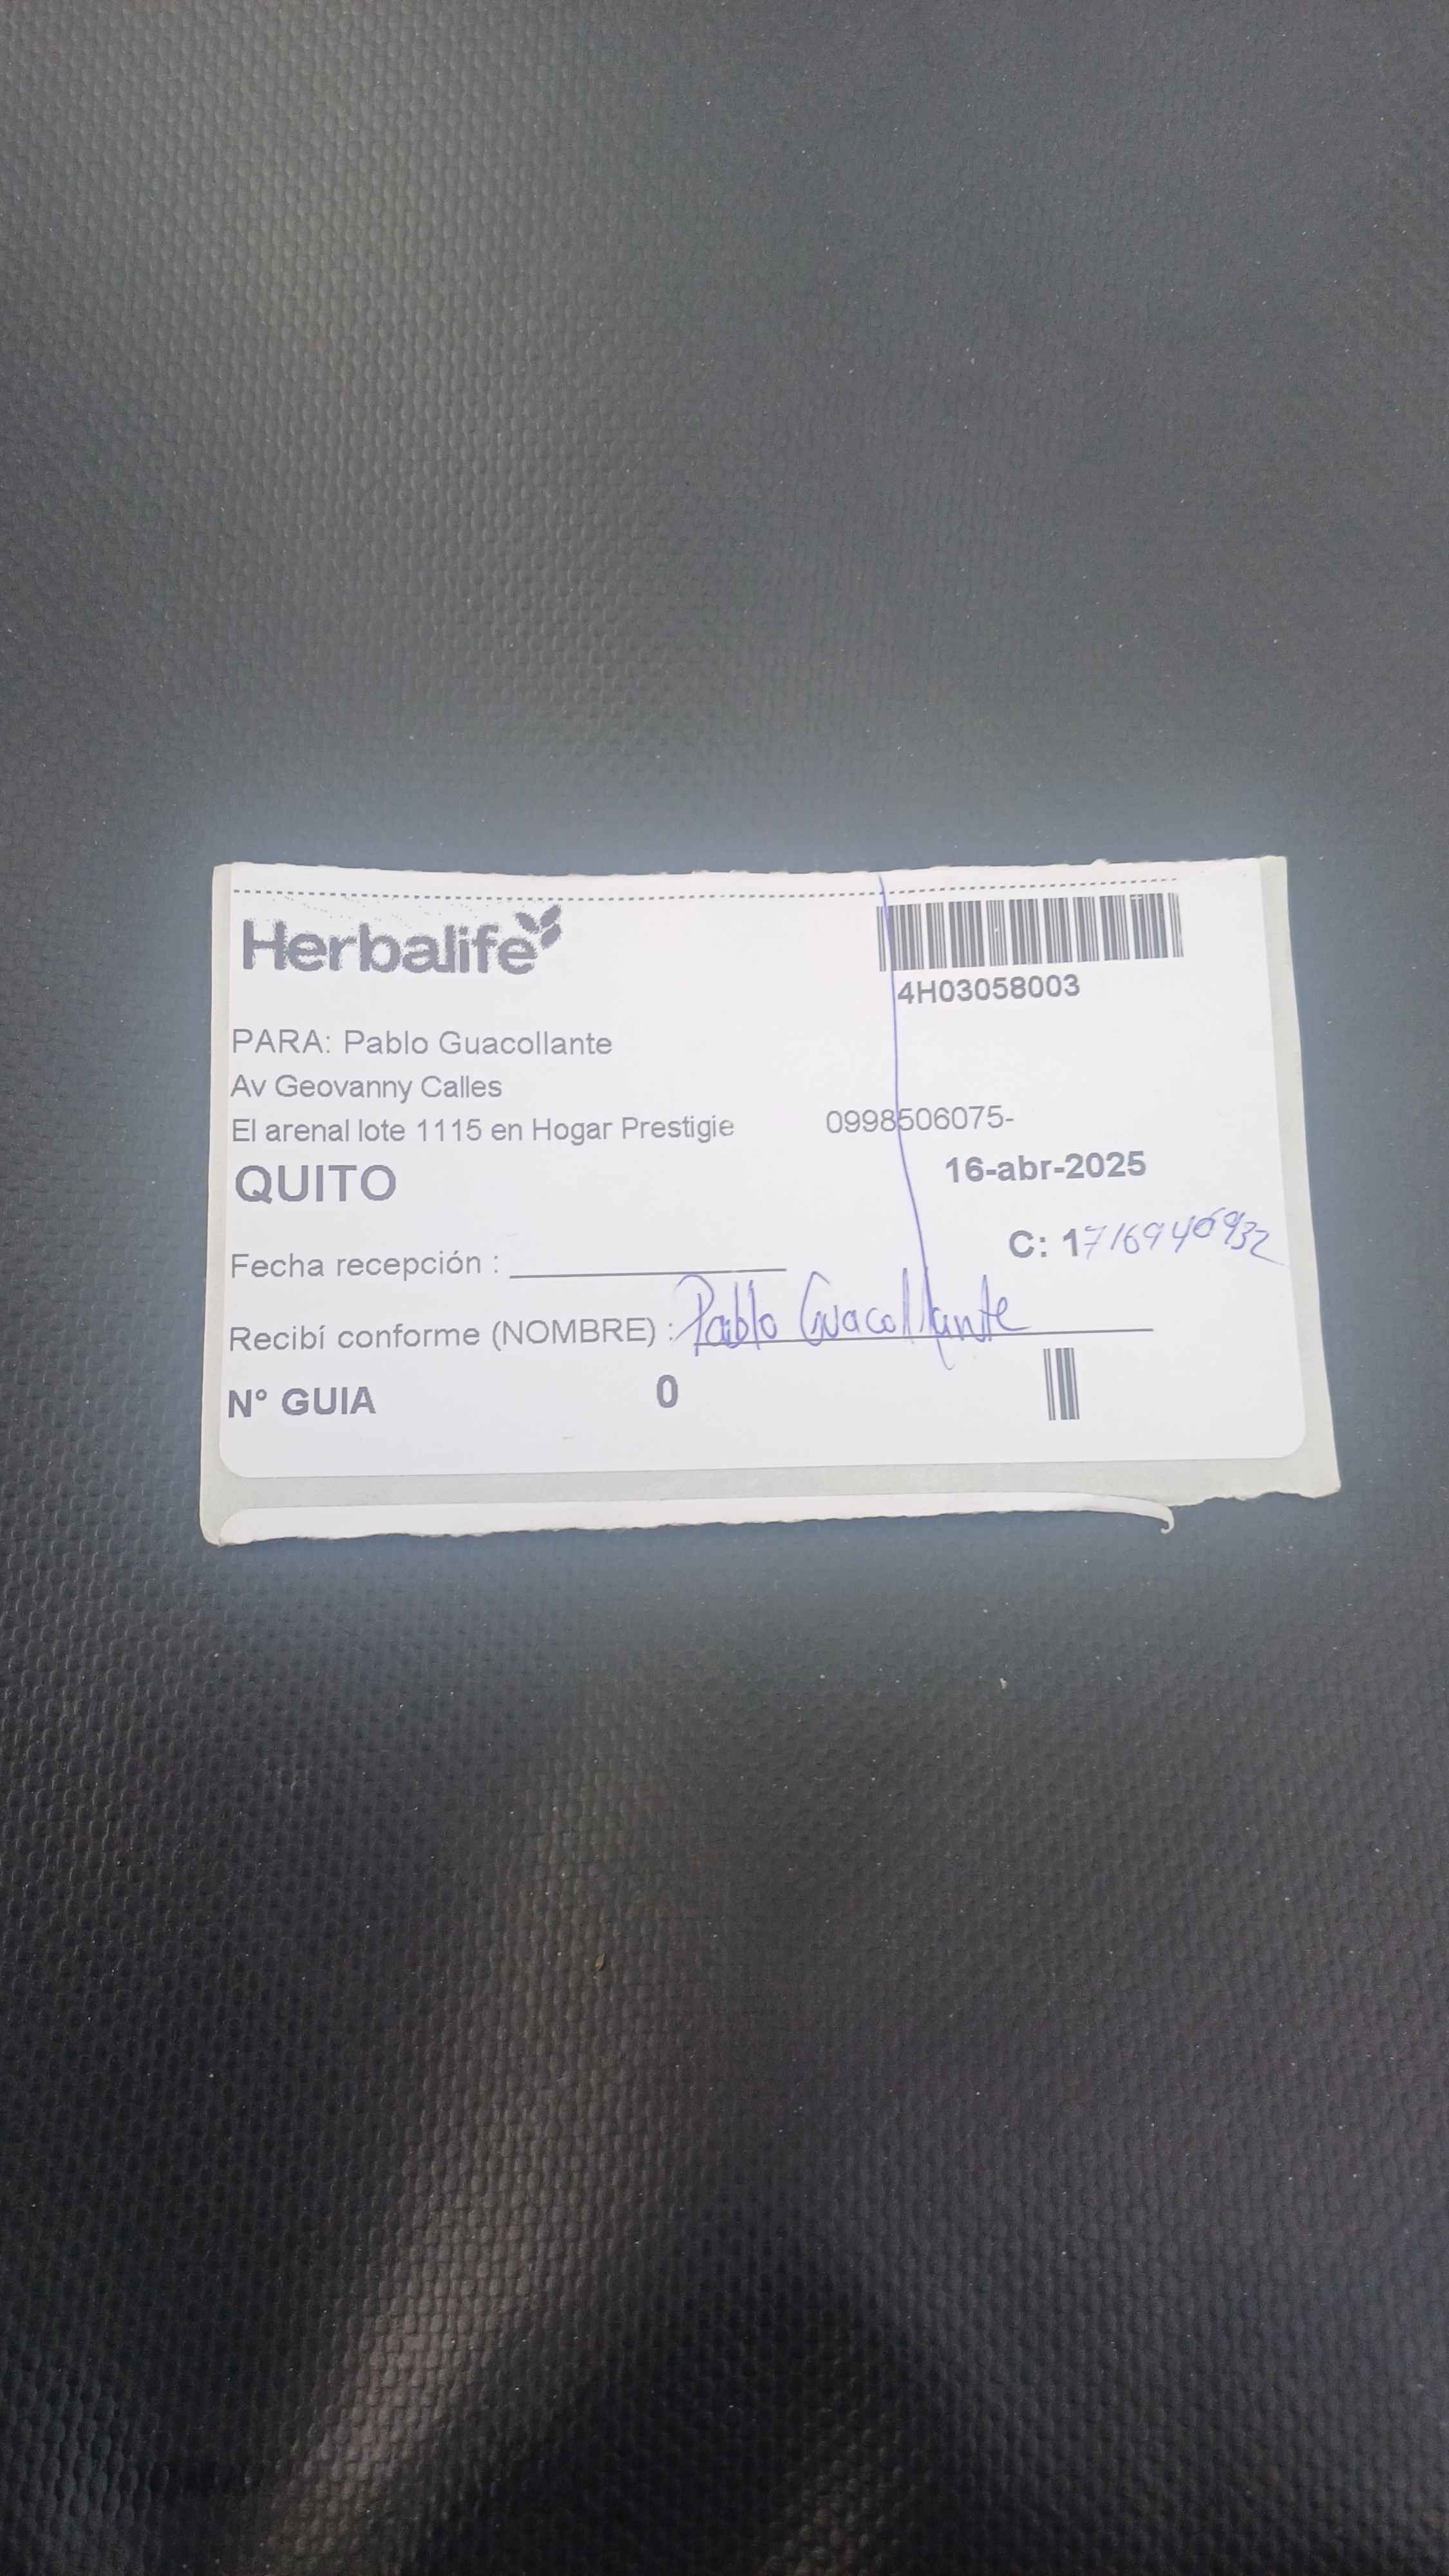 Herbalife
4H03058003
PARA: Pablo Guacollante
Av Geovanny Calles
El arenal lote 1115 en Hogar Prestigie 0998506075-
QUITO 16-abr-2025
C: 1716940932
Fecha recepción :
Recibí conforme (NOMBRE) : Pablo Guacollante
N° GUIA 0